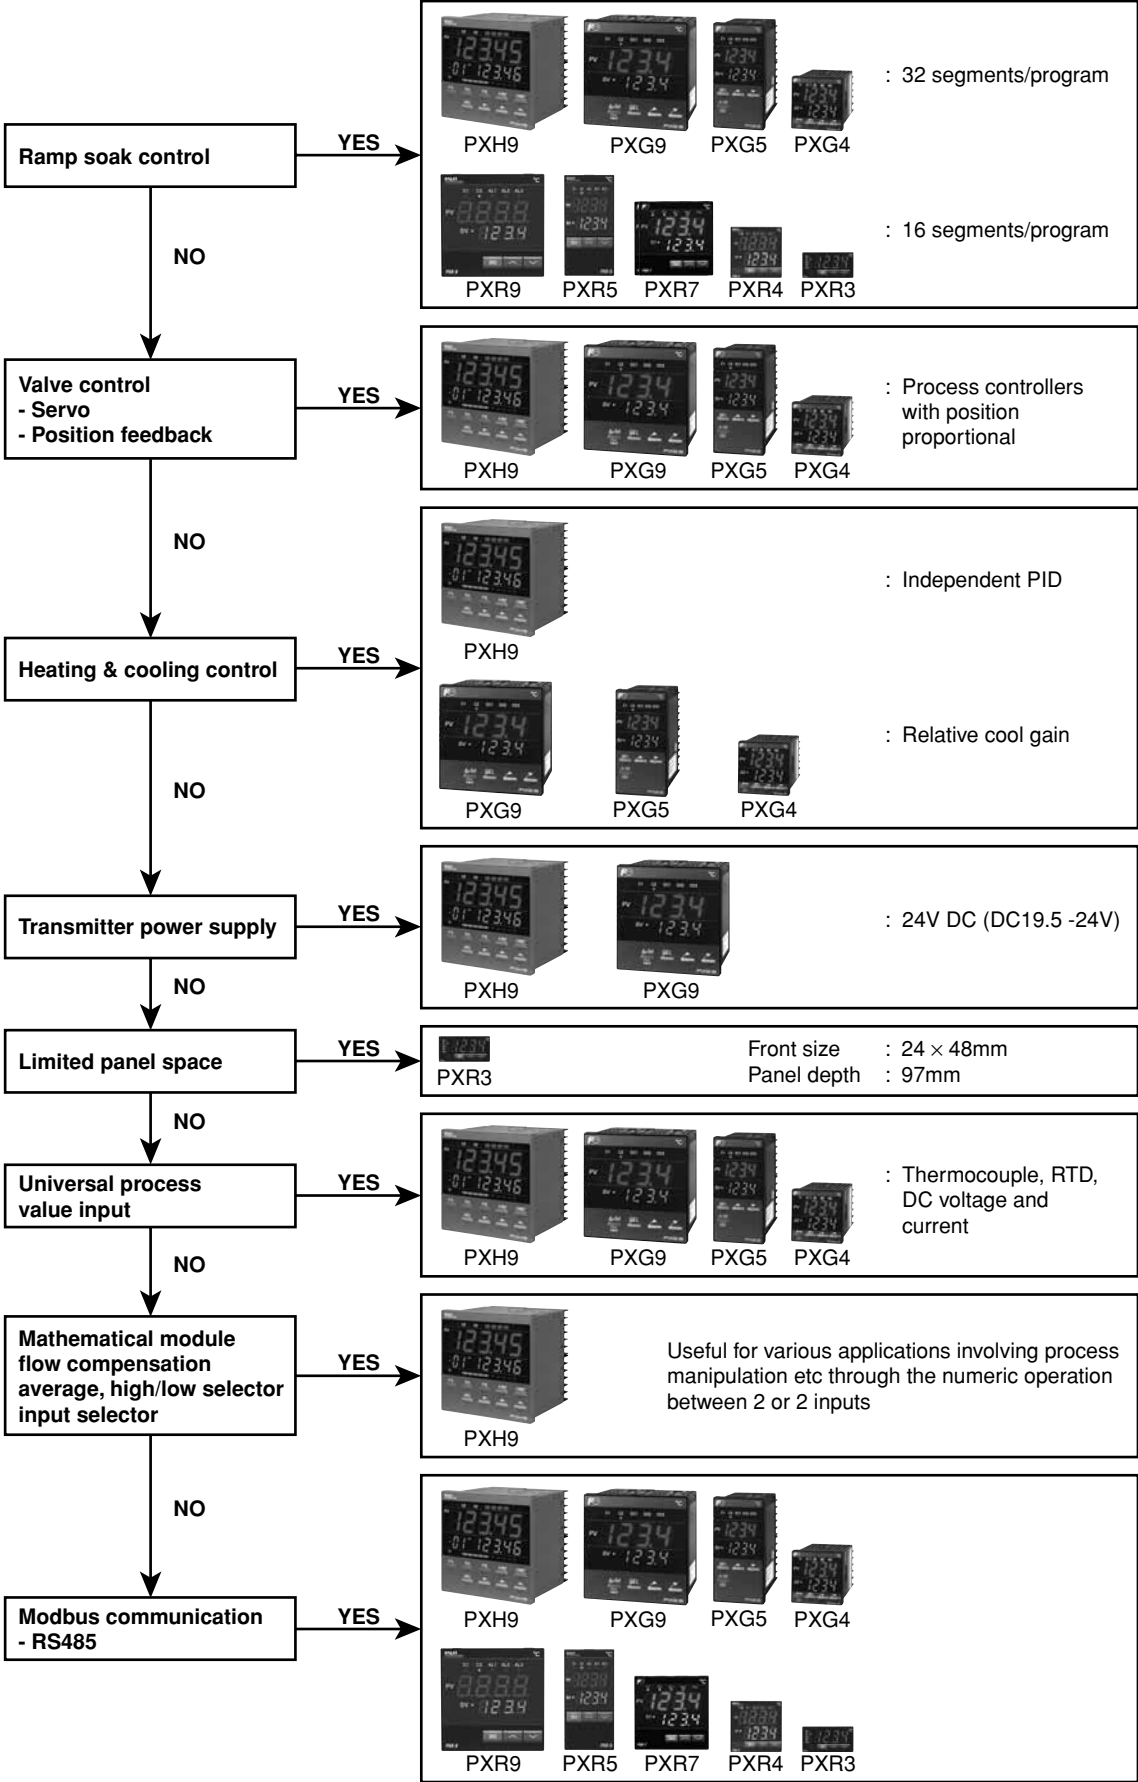 PXH9
PXG9
PXG5
PXG4
: 32 segments/program
Ramp soak control
YES
PXR9
PXR5
PXR7
PXR4
PXR3
: 16 segments/program
NO
Valve control
- Servo
- Position feedback
YES
PXH9
PXG9
PXG5
PXG4
: Process controllers
with position
proportional
NO
Heating & cooling control
YES
PXH9
: Independent PID
PXG9
PXG5
PXG4
: Relative cool gain
NO
Transmitter power supply
YES
PXH9
PXG9
: 24V DC (DC19.5 -24V)
NO
Limited panel space
YES
PXR3
Front size : 24 × 48mm
Panel depth : 97mm
NO
Universal process
value input
YES
PXH9
PXG9
PXG5
PXG4
: Thermocouple, RTD,
DC voltage and
current
NO
Mathematical module
flow compensation
average, high/low selector
input selector
YES
PXH9
Useful for various applications involving process
manipulation etc through the numeric operation
between 2 or 2 inputs
NO
Modbus communication
- RS485
YES
PXH9
PXG9
PXG5
PXG4
PXR9
PXR5
PXR7
PXR4
PXR3